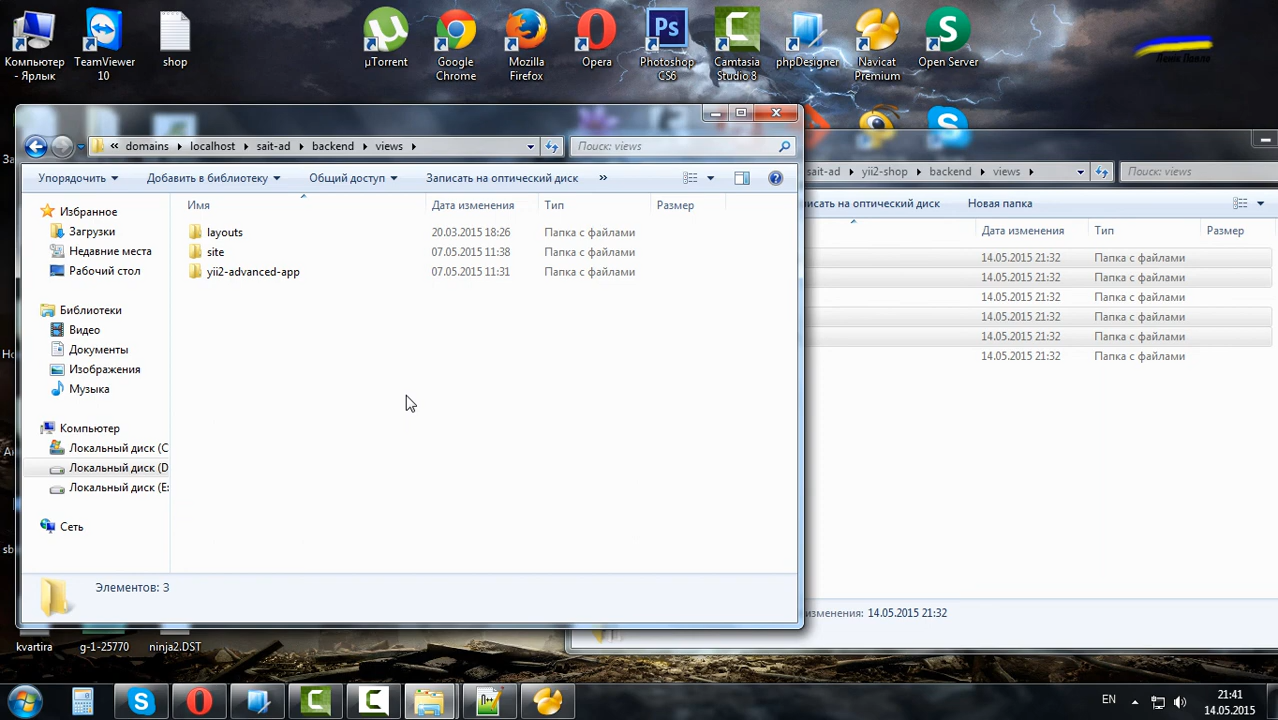 Компьютер - Ярлык
TeamViewer 10
shop
µTorrent
Google Chrome
Mozilla Firefox
Opera
Photoshop CS6
Camtasia Studio 8
phpDesigner
Navicat Premium
Open Server
Лежа Павло
domains localhost sait-ad backend views
Поиск: views
Упорядочить Добавить в библиотеку Общий доступ Записать на оптический диск »
Имя Дата изменения Тип Размер
layouts 20.03.2015 18:26 Папка с файлами
site 07.05.2015 11:38 Папка с файлами
yii2-advanced-app 07.05.2015 11:31 Папка с файлами
Избранное
Загрузки
Недавние места
Рабочий стол
Библиотеки
Видео
Документы
Изображения
Музыка
Компьютер
Локальный диск (C
Локальный диск (D
Локальный диск (E:
Сеть
Элементов: 3
sait-ad yii2-shop backend views
Поиск: views
исать на оптический диск Новая папка
Дата изменения Тип Размер
14.05.2015 21:32 Папка с файлами
14.05.2015 21:32 Папка с файлами
14.05.2015 21:32 Папка с файлами
14.05.2015 21:32 Папка с файлами
14.05.2015 21:32 Папка с файлами
14.05.2015 21:32 Папка с файлами
изменения: 14.05.2015 21:32
kvartira
g-1-25770
ninja2.DST
EN
21:41
14.05.2015